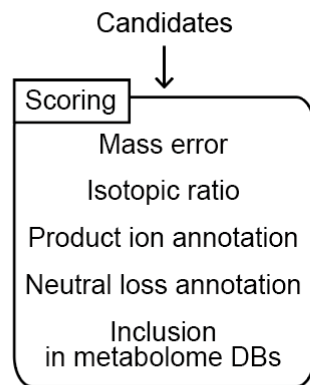 Candidates
Scoring
Mass error
Isotopic ratio
Product ion annotation
Neutral loss annotation
Inclusion
in metabolome DBs